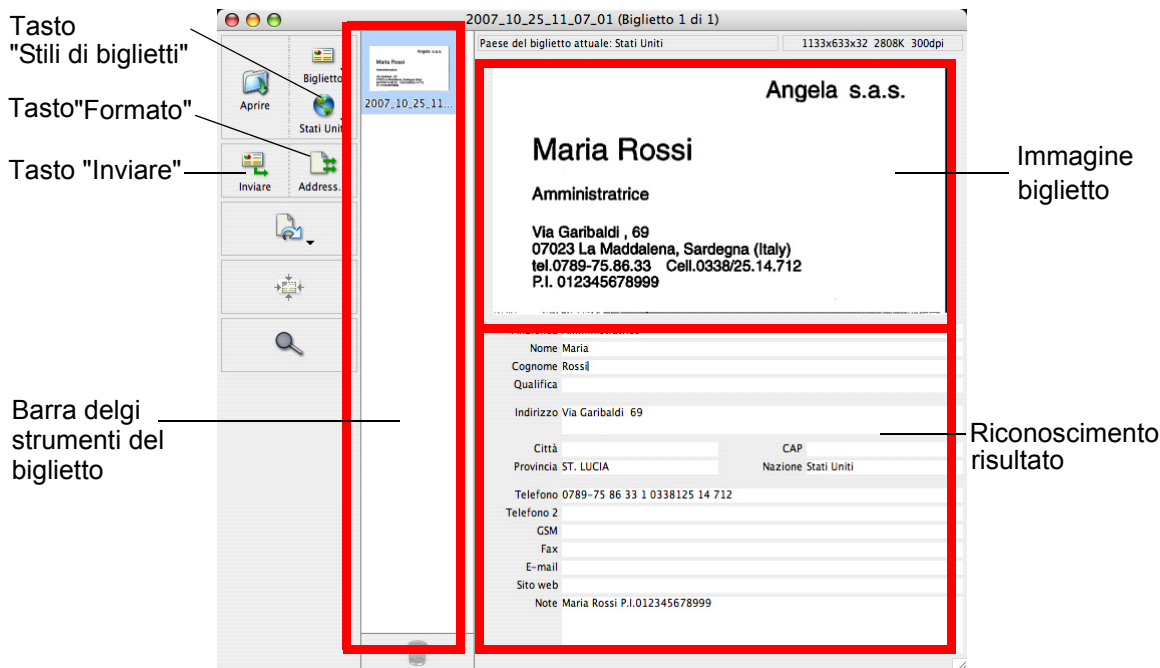 2007_10_25_11_07_01 (Biglietto 1 di 1)
Tasto
"Stili di biglietti"
Tasto"Formato"
Tasto "Inviare"
Barra delgi
strumenti del
biglietto
Aprire
Biglietto
Stati Unit
Inviare
Address.
Angela s.a.s.
Maria Rossi
2007_10_25_11...
Paese del biglietto attuale: Stati Uniti
1133x633x32 2808K 300dpi
Angela s.a.s.
Maria Rossi
Amministratrice
Via Garibaldi , 69
07023 La Maddalena, Sardegna (Italy)
tel.0789-75.86.33 Cell.0338/25.14.712
P.I. 012345678999
Immagine
biglietto
Nome Maria
Cognome Rossi
Qualifica
Indirizzo Via Garibaldi 69
Città CAP
Provincia ST. LUCIA Nazione Stati Uniti
Telefono 0789-75 86 33 1 0338125 14 712
Telefono 2
GSM
Fax
E-mail
Sito web
Note Maria Rossi P.I.012345678999
Riconoscimento
risultato